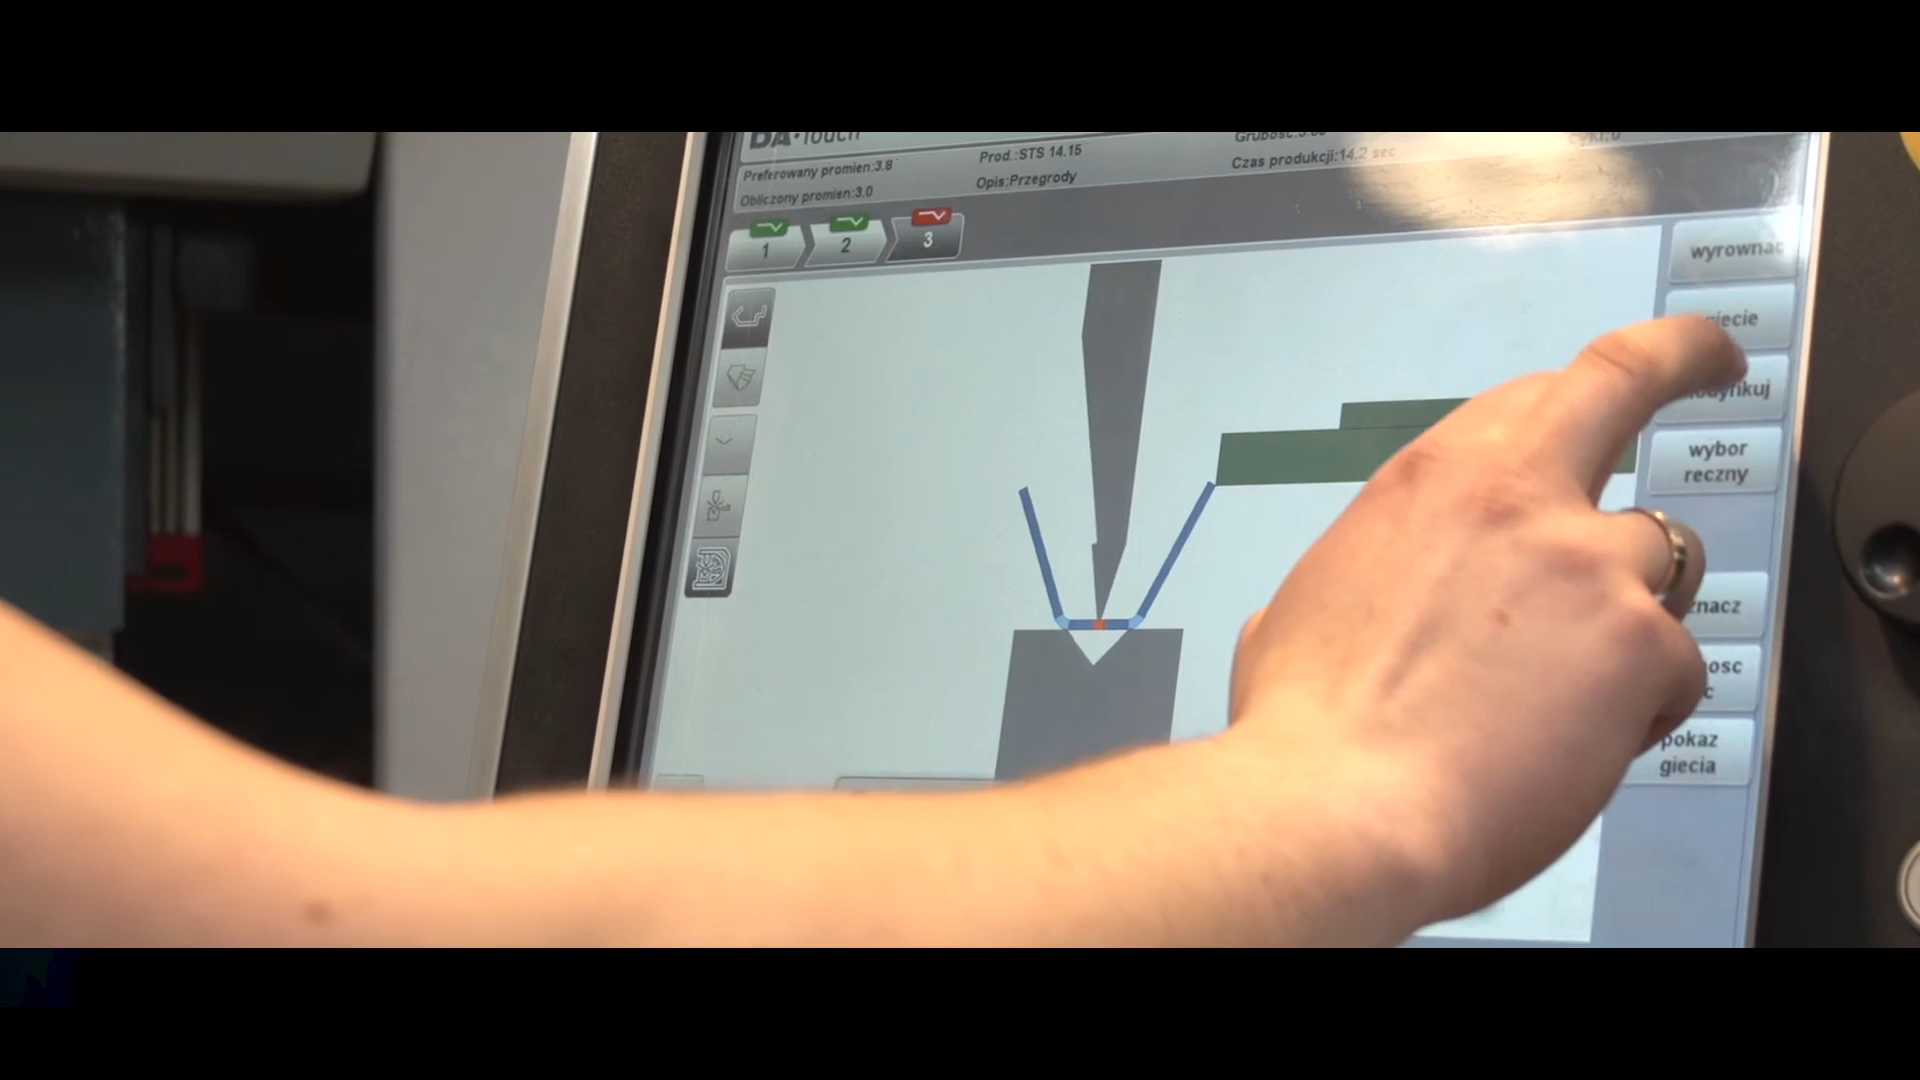 DA·Touch
Preferowany promien:3.8
Obliczony promien:3.0
Prod.:STS 14.15
Opis:Przegrody
Czas produkcji:14.2 sec
1
2
3
wyrownac
giecie
wybor
reczny
pokaz
giecia